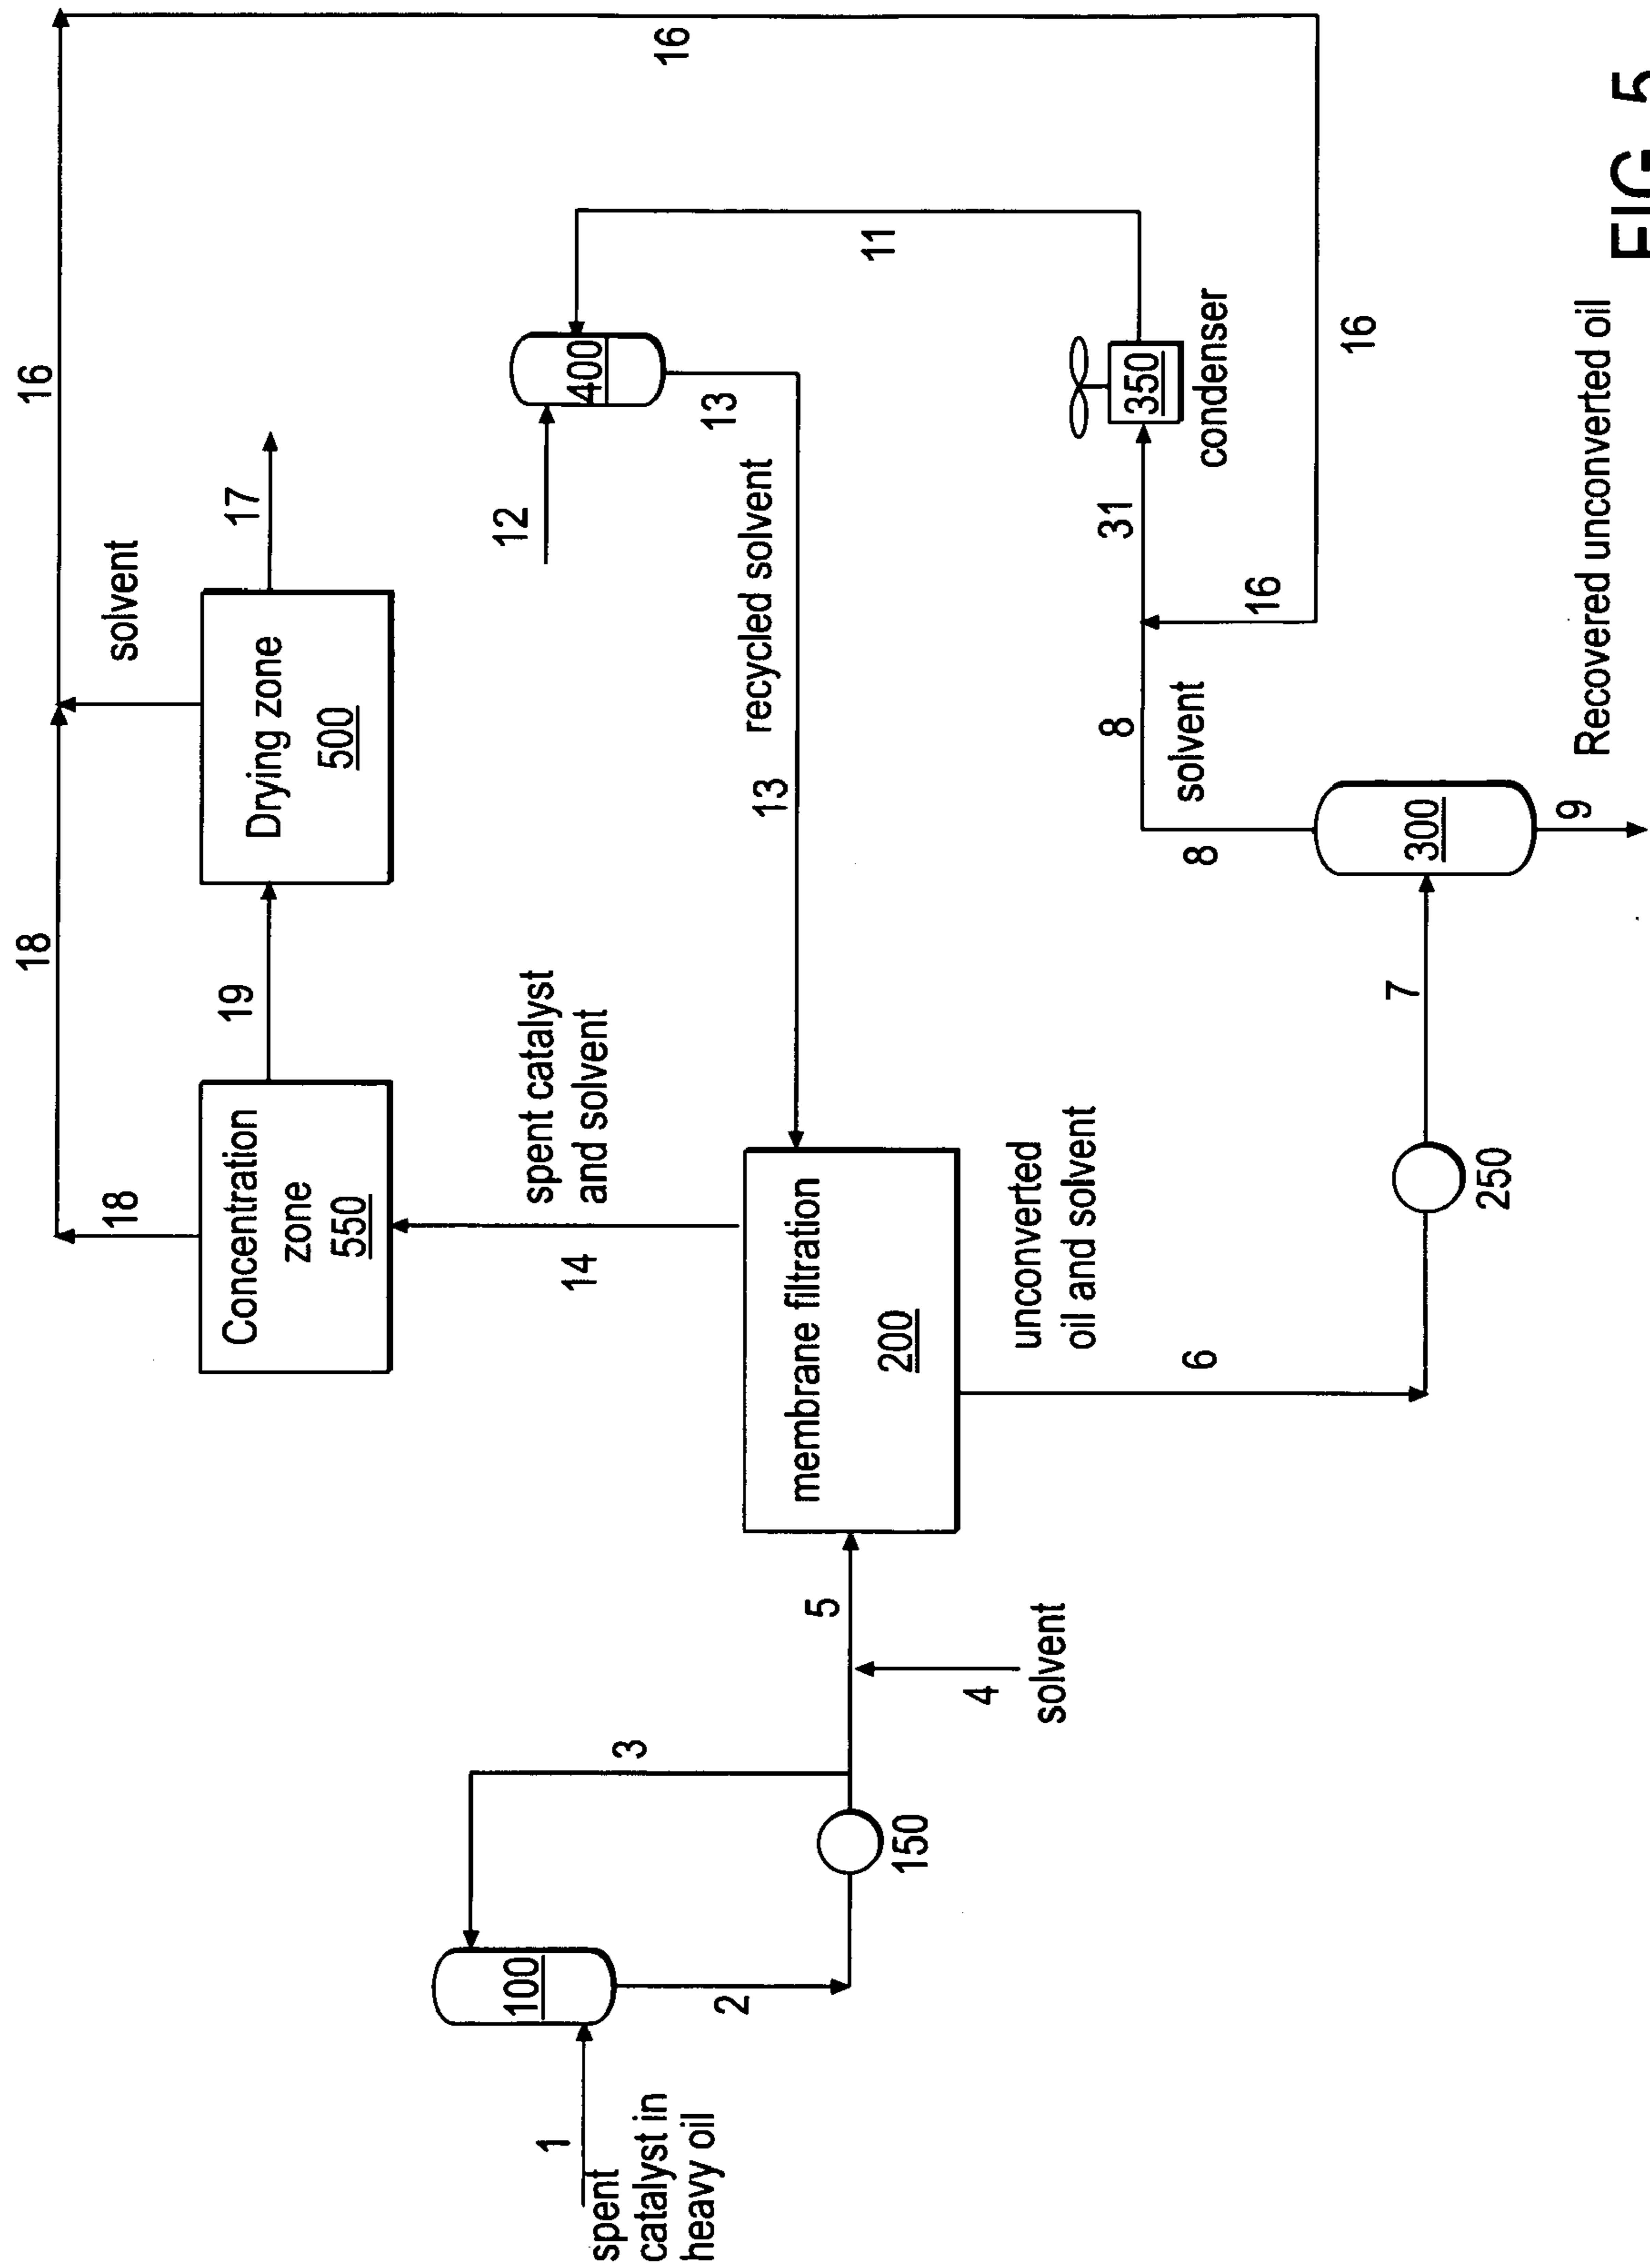 16
18
18
solvent
16
Concentration
zone
550
19
Drying zone
500
17
spent catalyst
and solvent
14
12
400
13
11
recycled solvent
13
1
spent
catalyst in
heavy oil
100
2
3
150
5
4
solvent
membrane filtration
200
unconverted
oil and solvent
6
250
7
8
solvent
8
31
350
condenser
16
16
300
9
Recovered unconverted oil
FIG. 5